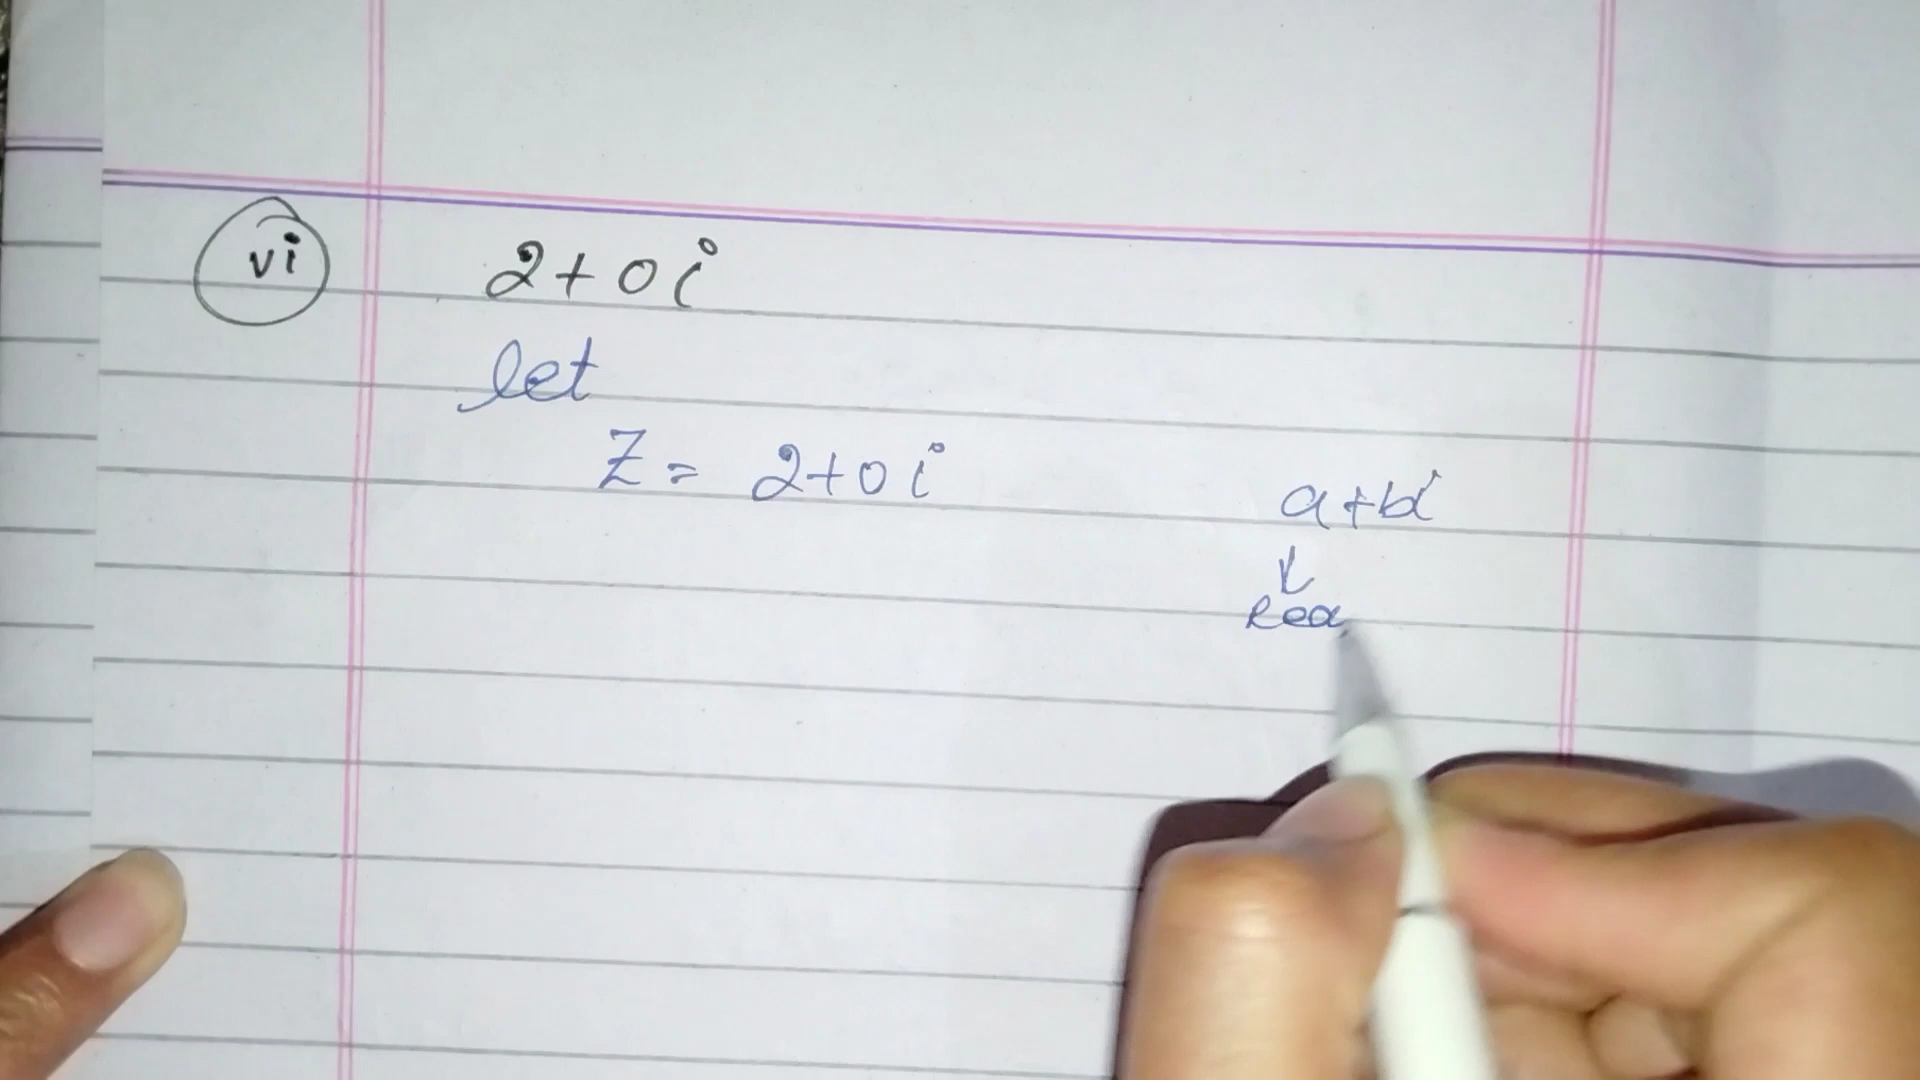 vi 2+0i
let
Z = 2+0i
a+bi
↓
Rea